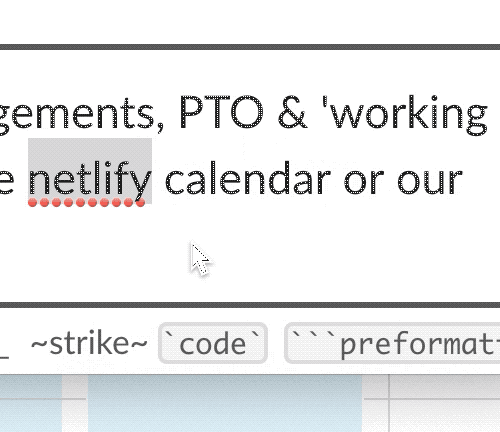 gements, PTO & 'working
e netlify calendar or our
_ ~strike~ `code` ```preformat